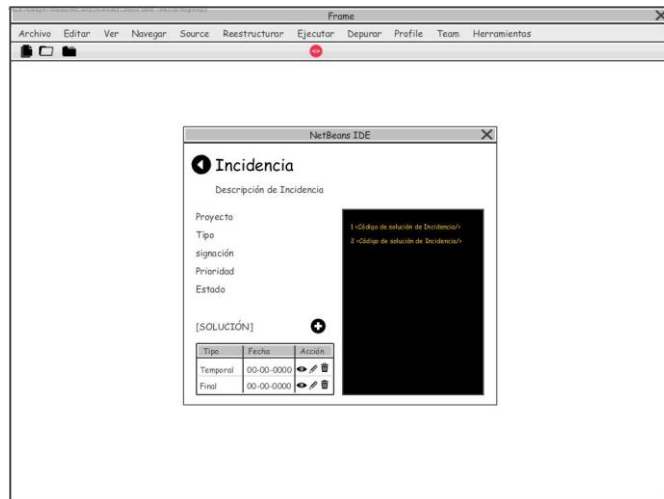 Frame
Archivo Editar Ver Navegar Source Reestructurar Ejecutar Depurar Profile Team Herramientas
NetBeans IDE
Incidencia
Descripción de Incidencia
Proyecto
Tipo
signación
Prioridad
Estado
[SOLUCIÓN]
Tipo Fecha Acción
Temporal 00-00-0000
Final 00-00-0000
1 <Código de solución de Incidencia/>
2 <Código de solución de Incidencia/>